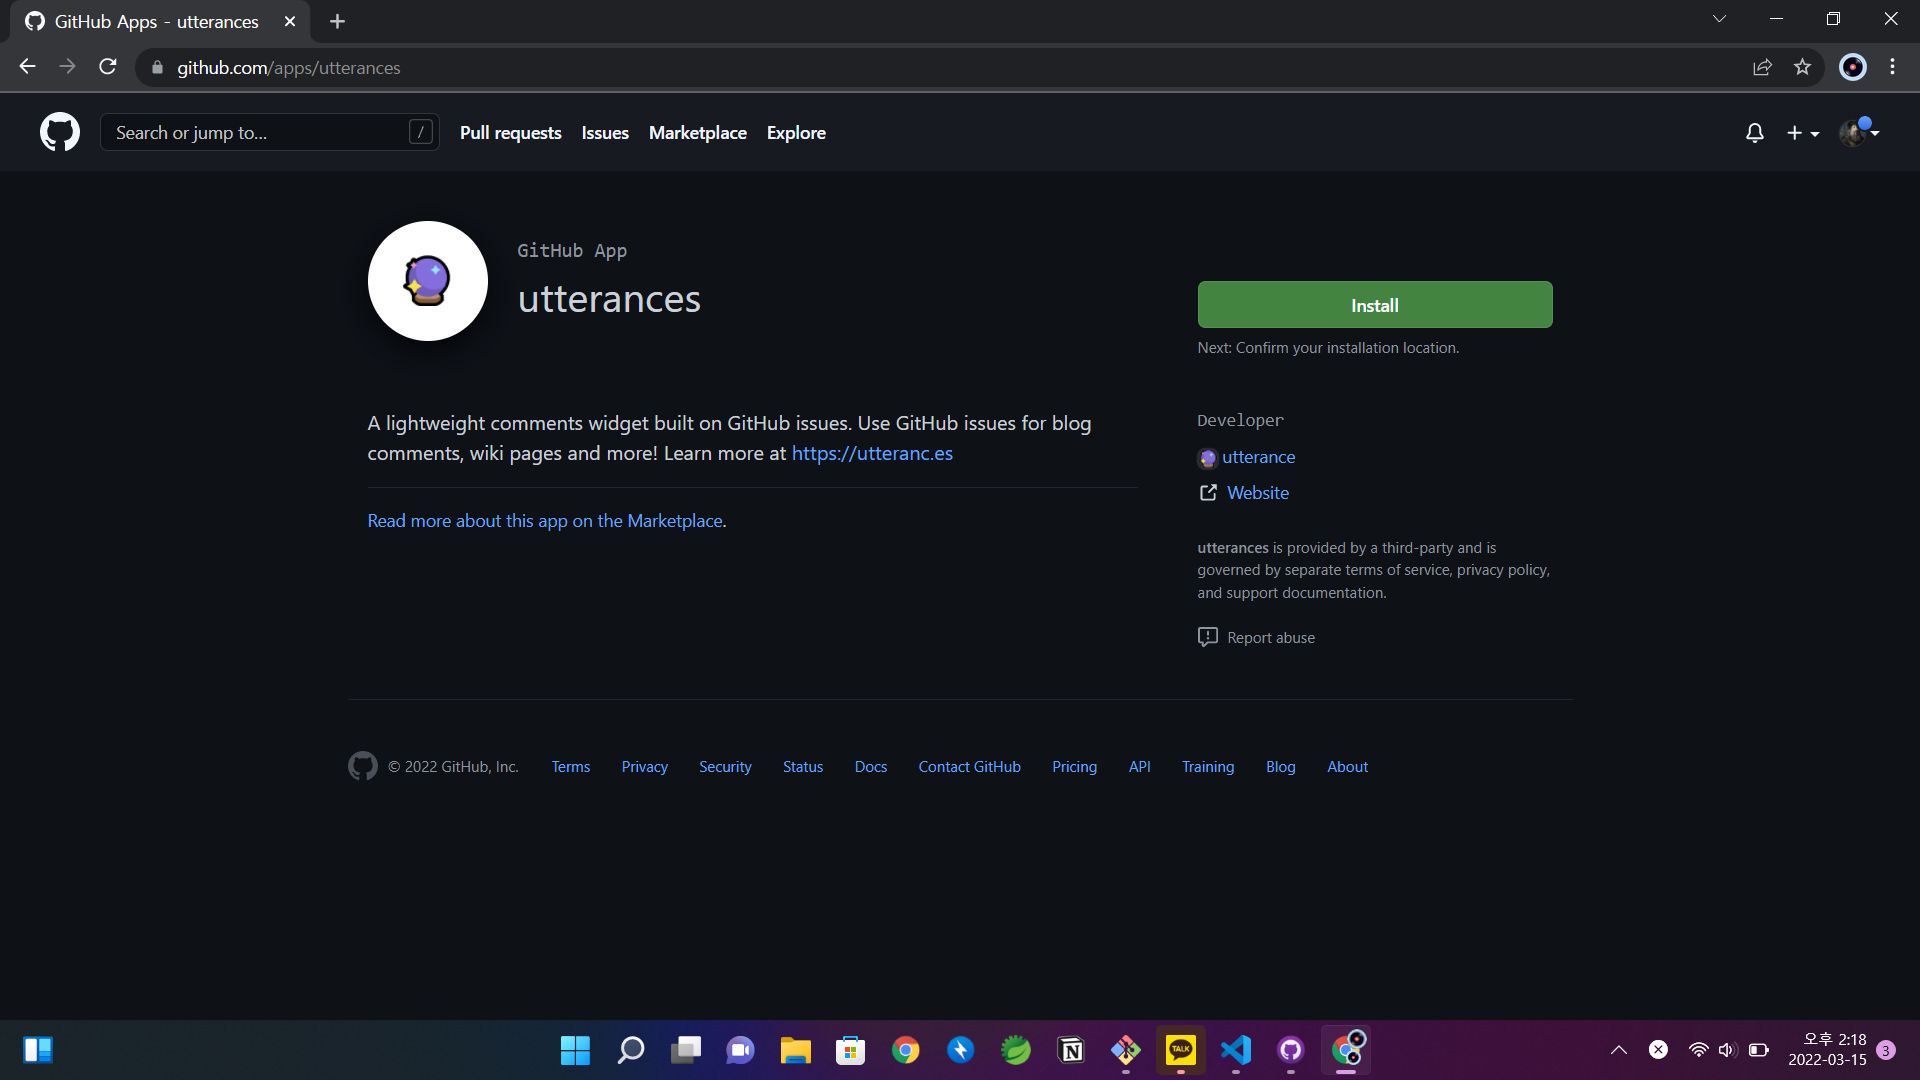 GitHub Apps - utterances
github.com/apps/utterances
Search or jump to...
/
Pull requests
Issues
Marketplace
Explore
GitHub App
utterances
Install
Next: Confirm your installation location.
A lightweight comments widget built on GitHub issues. Use GitHub issues for blog
comments, wiki pages and more! Learn more at https://utteranc.es
Read more about this app on the Marketplace.
Developer
utterance
Website
utterances is provided by a third-party and is
governed by separate terms of service, privacy policy,
and support documentation.
Report abuse
© 2022 GitHub, Inc.
Terms
Privacy
Security
Status
Docs
Contact GitHub
Pricing
API
Training
Blog
About
N
TALK
오후 2:18
2022-03-15
3